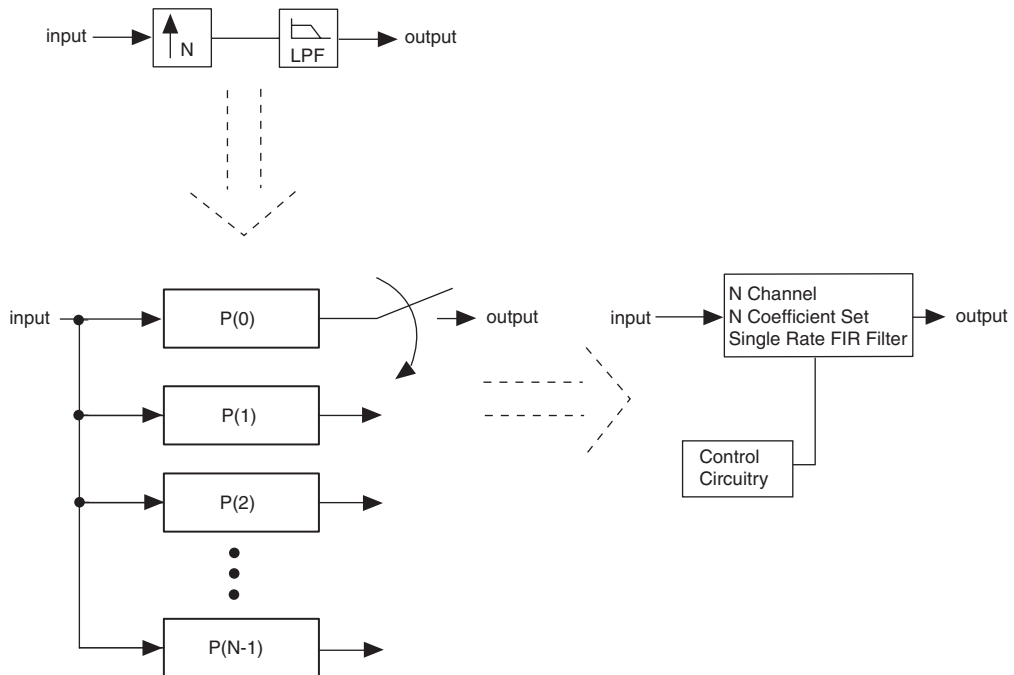 input
N
LPF
output
input
P(0)
output
P(1)
P(2)
P(N-1)
input
N Channel
N Coefficient Set
Single Rate FIR Filter
output
Control
Circuitry